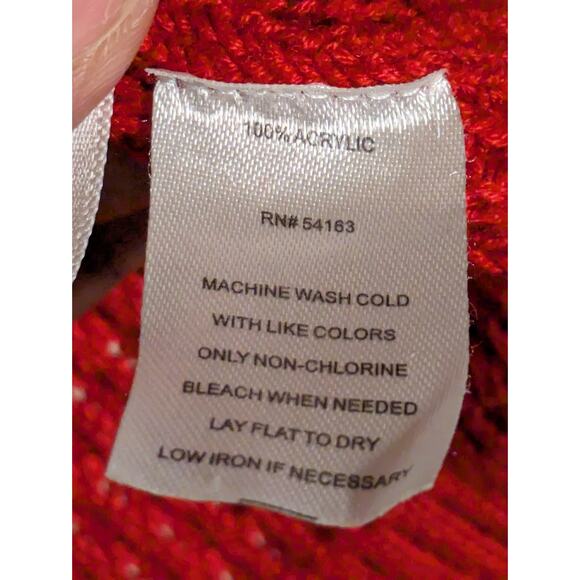 100% ACRYLIC
RN# 54163
MACHINE WASH COLD
WITH LIKE COLORS
ONLY NON-CHLORINE
BLEACH WHEN NEEDED
LAY FLAT TO DRY
LOW IRON IF NECESSARY